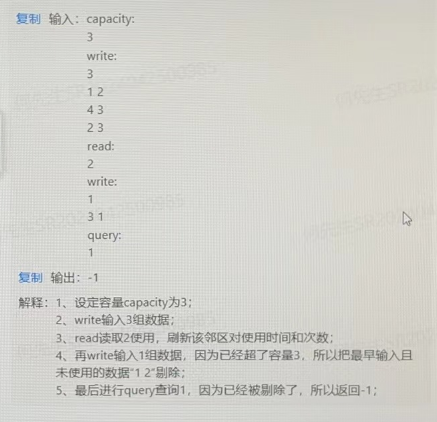 复制 输入：capacity:
3
write:
3
1 2
4 3
2 3
read:
2
write:
1
3 1
query:
1
复制 输出：-1
解释：1、设定容量capacity为3；
2、write输入3组数据；
3、read读取2使用，刷新该邻区对使用时间和次数；
4、再write输入1组数据，因为已经超了容量3，所以把最早输入且
未使用的数据“1 2”剔除；
5、最后进行query查询1，因为已经被剔除了，所以返回-1；